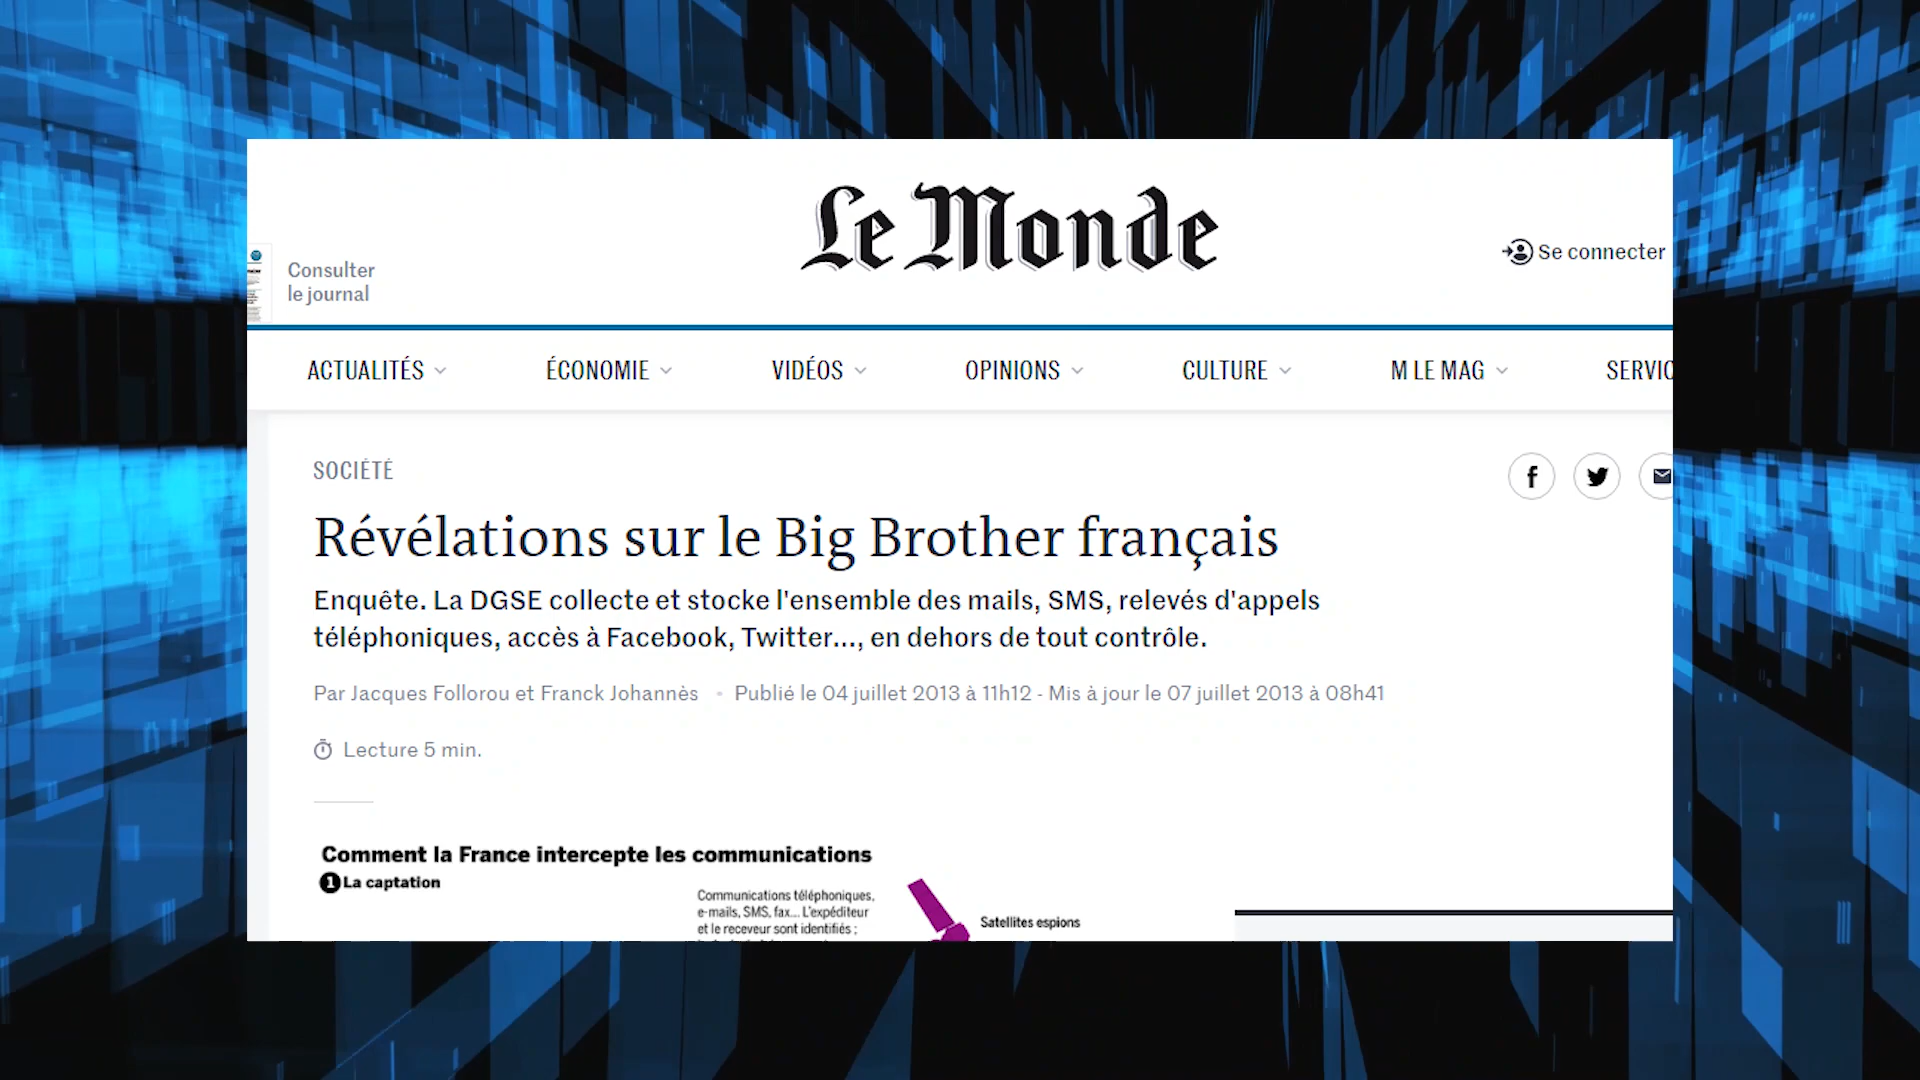 Le Monde
Consulter
le journal
Se connecter
ACTUALITÉS ÉCONOMIE VIDÉOS OPINIONS CULTURE M LE MAG SERVIC
SOCIÉTÉ
Révélations sur le Big Brother français
Enquête. La DGSE collecte et stocke l'ensemble des mails, SMS, relevés d'appels
téléphoniques, accès à Facebook, Twitter..., en dehors de tout contrôle.
Par Jacques Follorou et Franck Johannès • Publié le 04 juillet 2013 à 11h12 - Mis à jour le 07 juillet 2013 à 08h41
Lecture 5 min.
Comment la France intercepte les communications
1 La captation
Communications téléphoniques,
e-mails, SMS, fax... L'expéditeur
et le receveur sont identifiés ;
Satellites espions